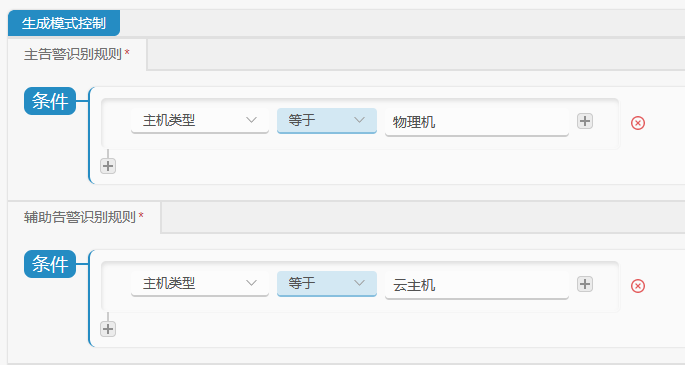 生成模式控制
主告警识别规则 *
条件
主机类型 等于 物理机
辅助告警识别规则 *
条件
主机类型 等于 云主机